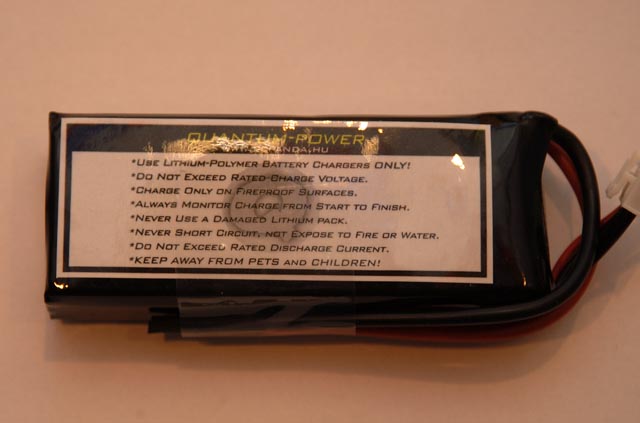 QUANTUM-POWER
*USE LITHIUM-POLYMER BATTERY CHARGERS ONLY!
*DO NOT EXCEED RATED CHARGE VOLTAGE.
*CHARGE ONLY ON FIREPROOF SURFACES.
*ALWAYS MONITOR CHARGE FROM START TO FINISH.
*NEVER USE A DAMAGED LITHIUM PACK.
*NEVER SHORT CIRCUIT, NOT EXPOSE TO FIRE OR WATER.
*DO NOT EXCEED RATED DISCHARGE CURRENT.
*KEEP AWAY FROM PETS AND CHILDREN!